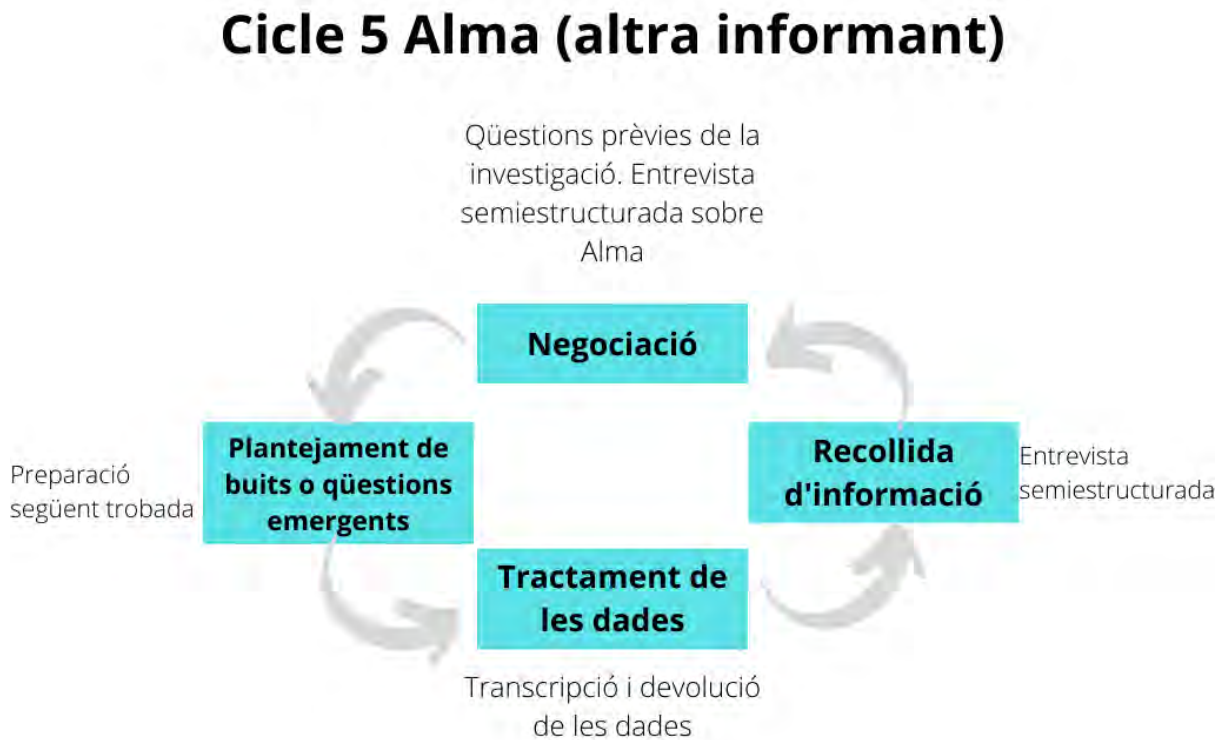 Cicle 5 Alma (altra informant)
Qüestions prèvies de la
investigació. Entrevista
semiestructurada sobre
Alma
Negociació
Plantejament de
buits o qüestions
emergents
Preparació
següent trobada
Recollida
d'informació
Entrevista
semiestructurada
Tractament de
les dades
Transcripció i devolució
de les dades